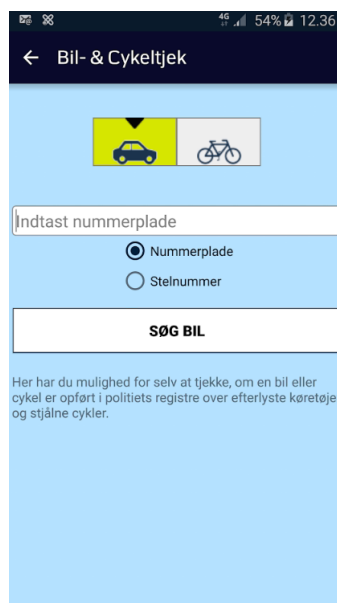 4G 54% 12.36
Bil- & Cykeltjek
Indtast nummerplade
Nummerplade
Stelnummer
SØG BIL
Her har du mulighed for selv at tjekke, om en bil eller
cykel er opført i politiets registre over efterlyste køretøje
og stjålne cykler.